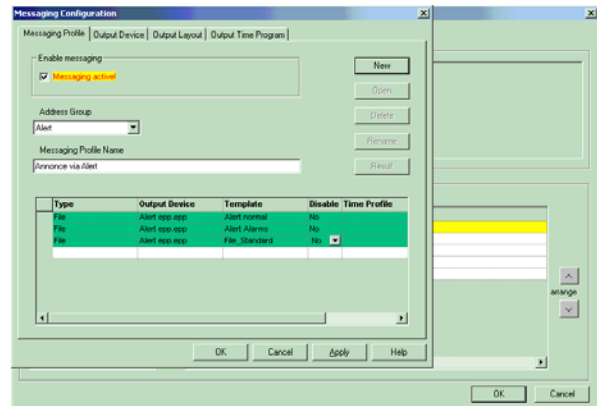 Messaging Configuration
Messaging Profile Output Device Output Layout Output Time Program
Enable messaging
Messaging active!
New
Open
Address Group
Delete
Alert
Rename
Messaging Profile Name
Annonce via Alert
Result
Type Output Device Template Disable Time Profile
File Alert epp.epp Alert normal No
File Alert epp.epp Alert Alarms No
File Alert epp.epp File_Standard No
arrange
OK Cancel Apply Help
OK Cancel